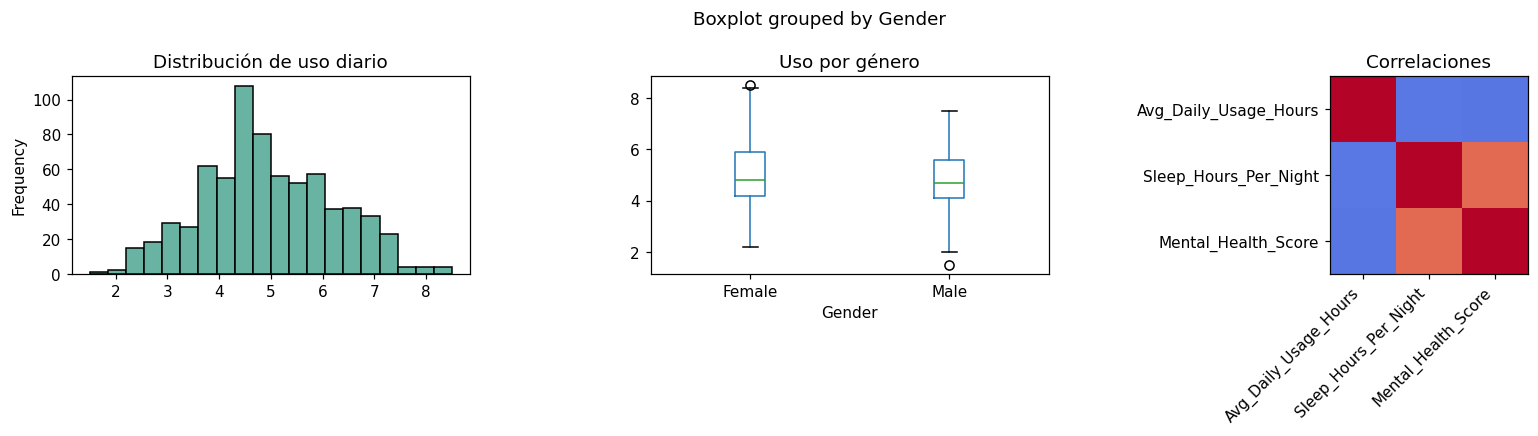 Boxplot grouped by Gender
Distribución de uso diario
Frequency
100
80
60
40
20
0
2 3 4 5 6 7 8
Uso por género
8
6
4
2
Female Male
Gender
Correlaciones
Avg_Daily_Usage_Hours
Sleep_Hours_Per_Night
Mental_Health_Score
Avg_Daily_Usage_Hours
Sleep_Hours_Per_Night
Mental_Health_Score